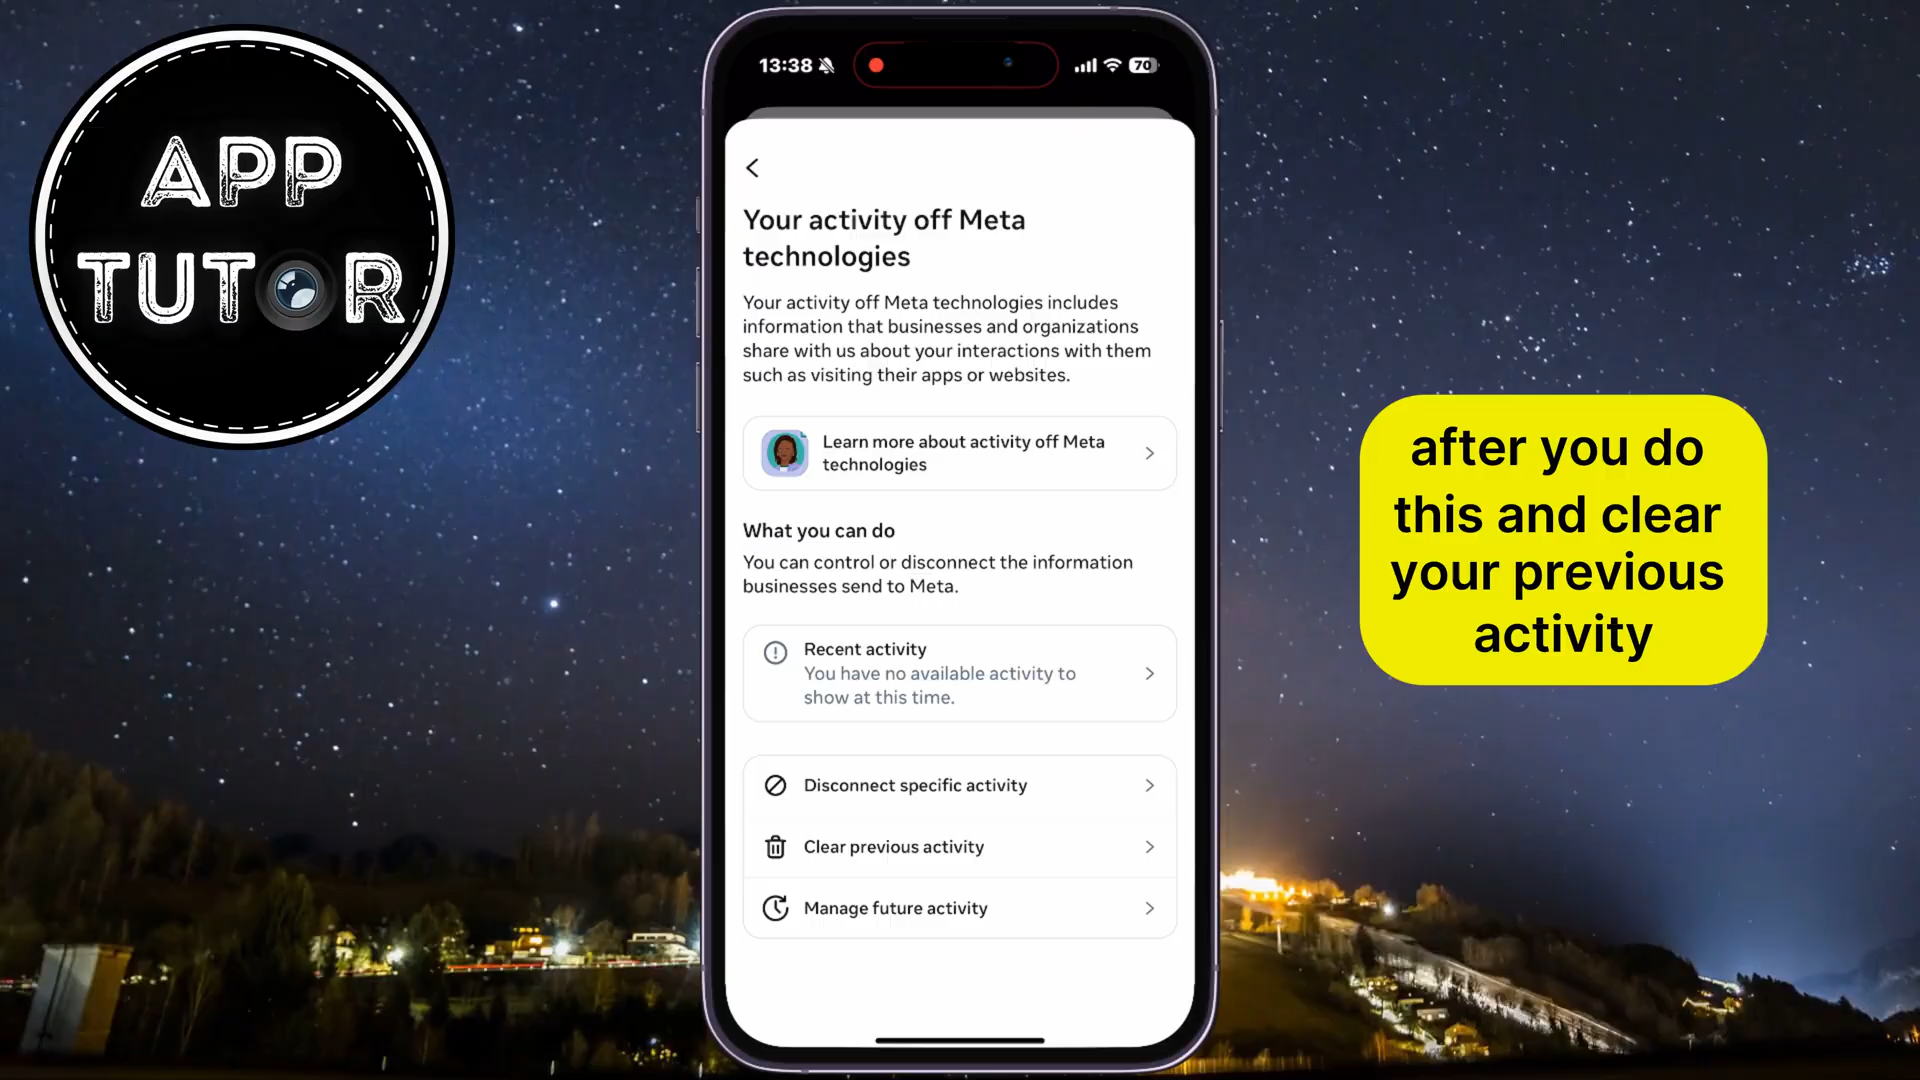 APP
TUTOR
13:38
70
Your activity off Meta
technologies
Your activity off Meta technologies includes
information that businesses and organizations
share with us about your interactions with them
such as visiting their apps or websites.
Learn more about activity off Meta
technologies
What you can do
You can control or disconnect the information
businesses send to Meta.
Recent activity
You have no available activity to
show at this time.
Disconnect specific activity
Clear previous activity
Manage future activity
after you do
this and clear
your previous
activity